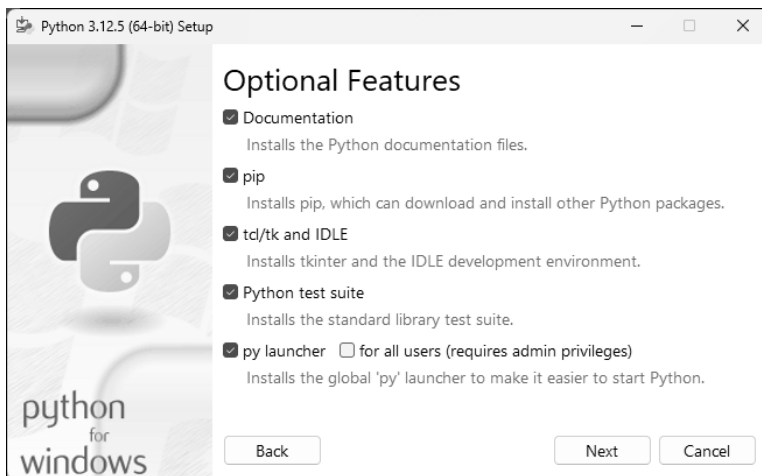 Python 3.12.5 (64-bit) Setup
Optional Features
Documentation
Installs the Python documentation files.
pip
Installs pip, which can download and install other Python packages.
tcl/tk and IDLE
Installs tkinter and the IDLE development environment.
Python test suite
Installs the standard library test suite.
py launcher for all users (requires admin privileges)
Installs the global 'py' launcher to make it easier to start Python.
python
for
windows
Back Next Cancel